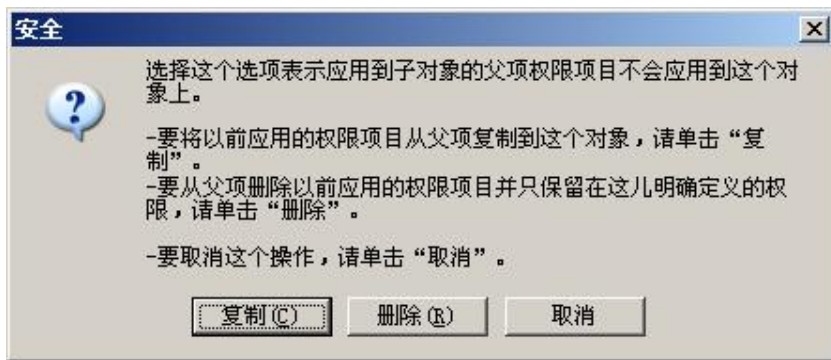 安全
选择这个选项表示应用到子对象的父项权限项目不会应用到这个对
象上。
-要将以前应用的权限项目从父项复制到这个对象，请单击“复
制”。
-要从父项删除以前应用的权限项目并只保留在这儿明确定义的权
限，请单击“删除”。
-要取消这个操作，请单击“取消”。
复制(C) 删除(R) 取消